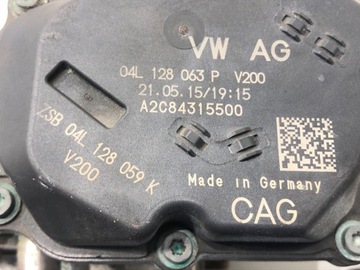 VW AG
04L 128 063 P V200
21.05.15/19:15
A2C84315500
ZSB 04L 128 059 K
V200
Made in Germany
CAG